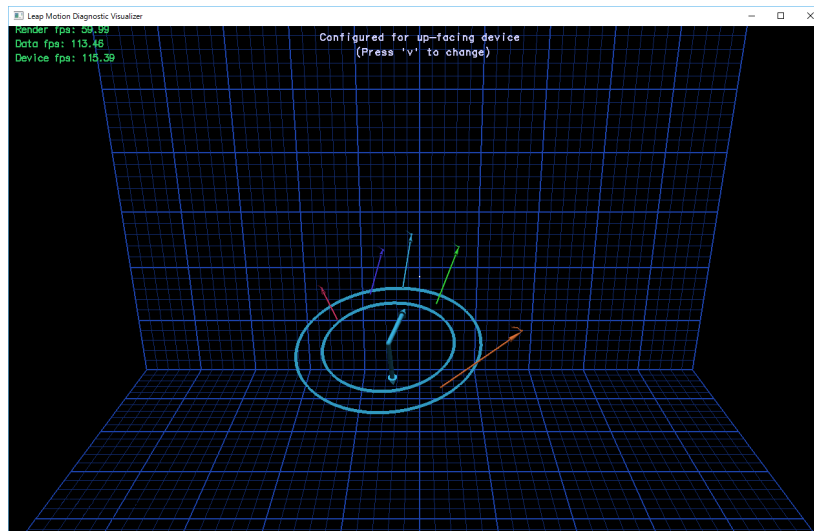 Leap Motion Diagnostic Visualizer
Render fps: 59.99
Data fps: 113.46
Device fps: 115.39
Configured for up-facing device
(Press 'v' to change)